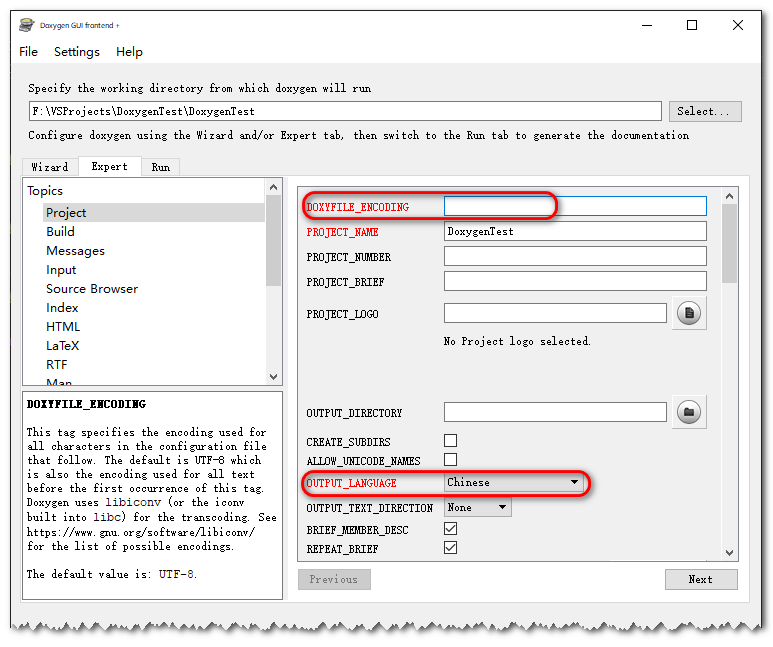 Doxygen GUI frontend +
File Settings Help
Specify the working directory from which doxygen will run
F:\VSProjects\DoxygenTest\DoxygenTest
Select...
Configure doxygen using the Wizard and/or Expert tab, then switch to the Run tab to generate the documentation
Wizard Expert Run
Topics
Project
Build
Messages
Input
Source Browser
Index
HTML
LaTeX
RTF
Man
DOXYFILE_ENCODING
This tag specifies the encoding used for
all characters in the configuration file
that follow. The default is UTF-8 which
is also the encoding used for all text
before the first occurrence of this tag.
Doxygen uses libiconv (or the iconv
built into libc) for the transcoding. See
https://www.gnu.org/software/libiconv/
for the list of possible encodings.
The default value is: UTF-8.
DOXYFILE_ENCODING
PROJECT_NAME DoxygenTest
PROJECT_NUMBER
PROJECT_BRIEF
PROJECT_LOGO
No Project logo selected.
OUTPUT_DIRECTORY
CREATE_SUBDIRS
ALLOW_UNICODE_NAMES
OUTPUT_LANGUAGE Chinese
OUTPUT_TEXT_DIRECTION None
BRIEF_MEMBER_DESC
REPEAT_BRIEF
Previous Next